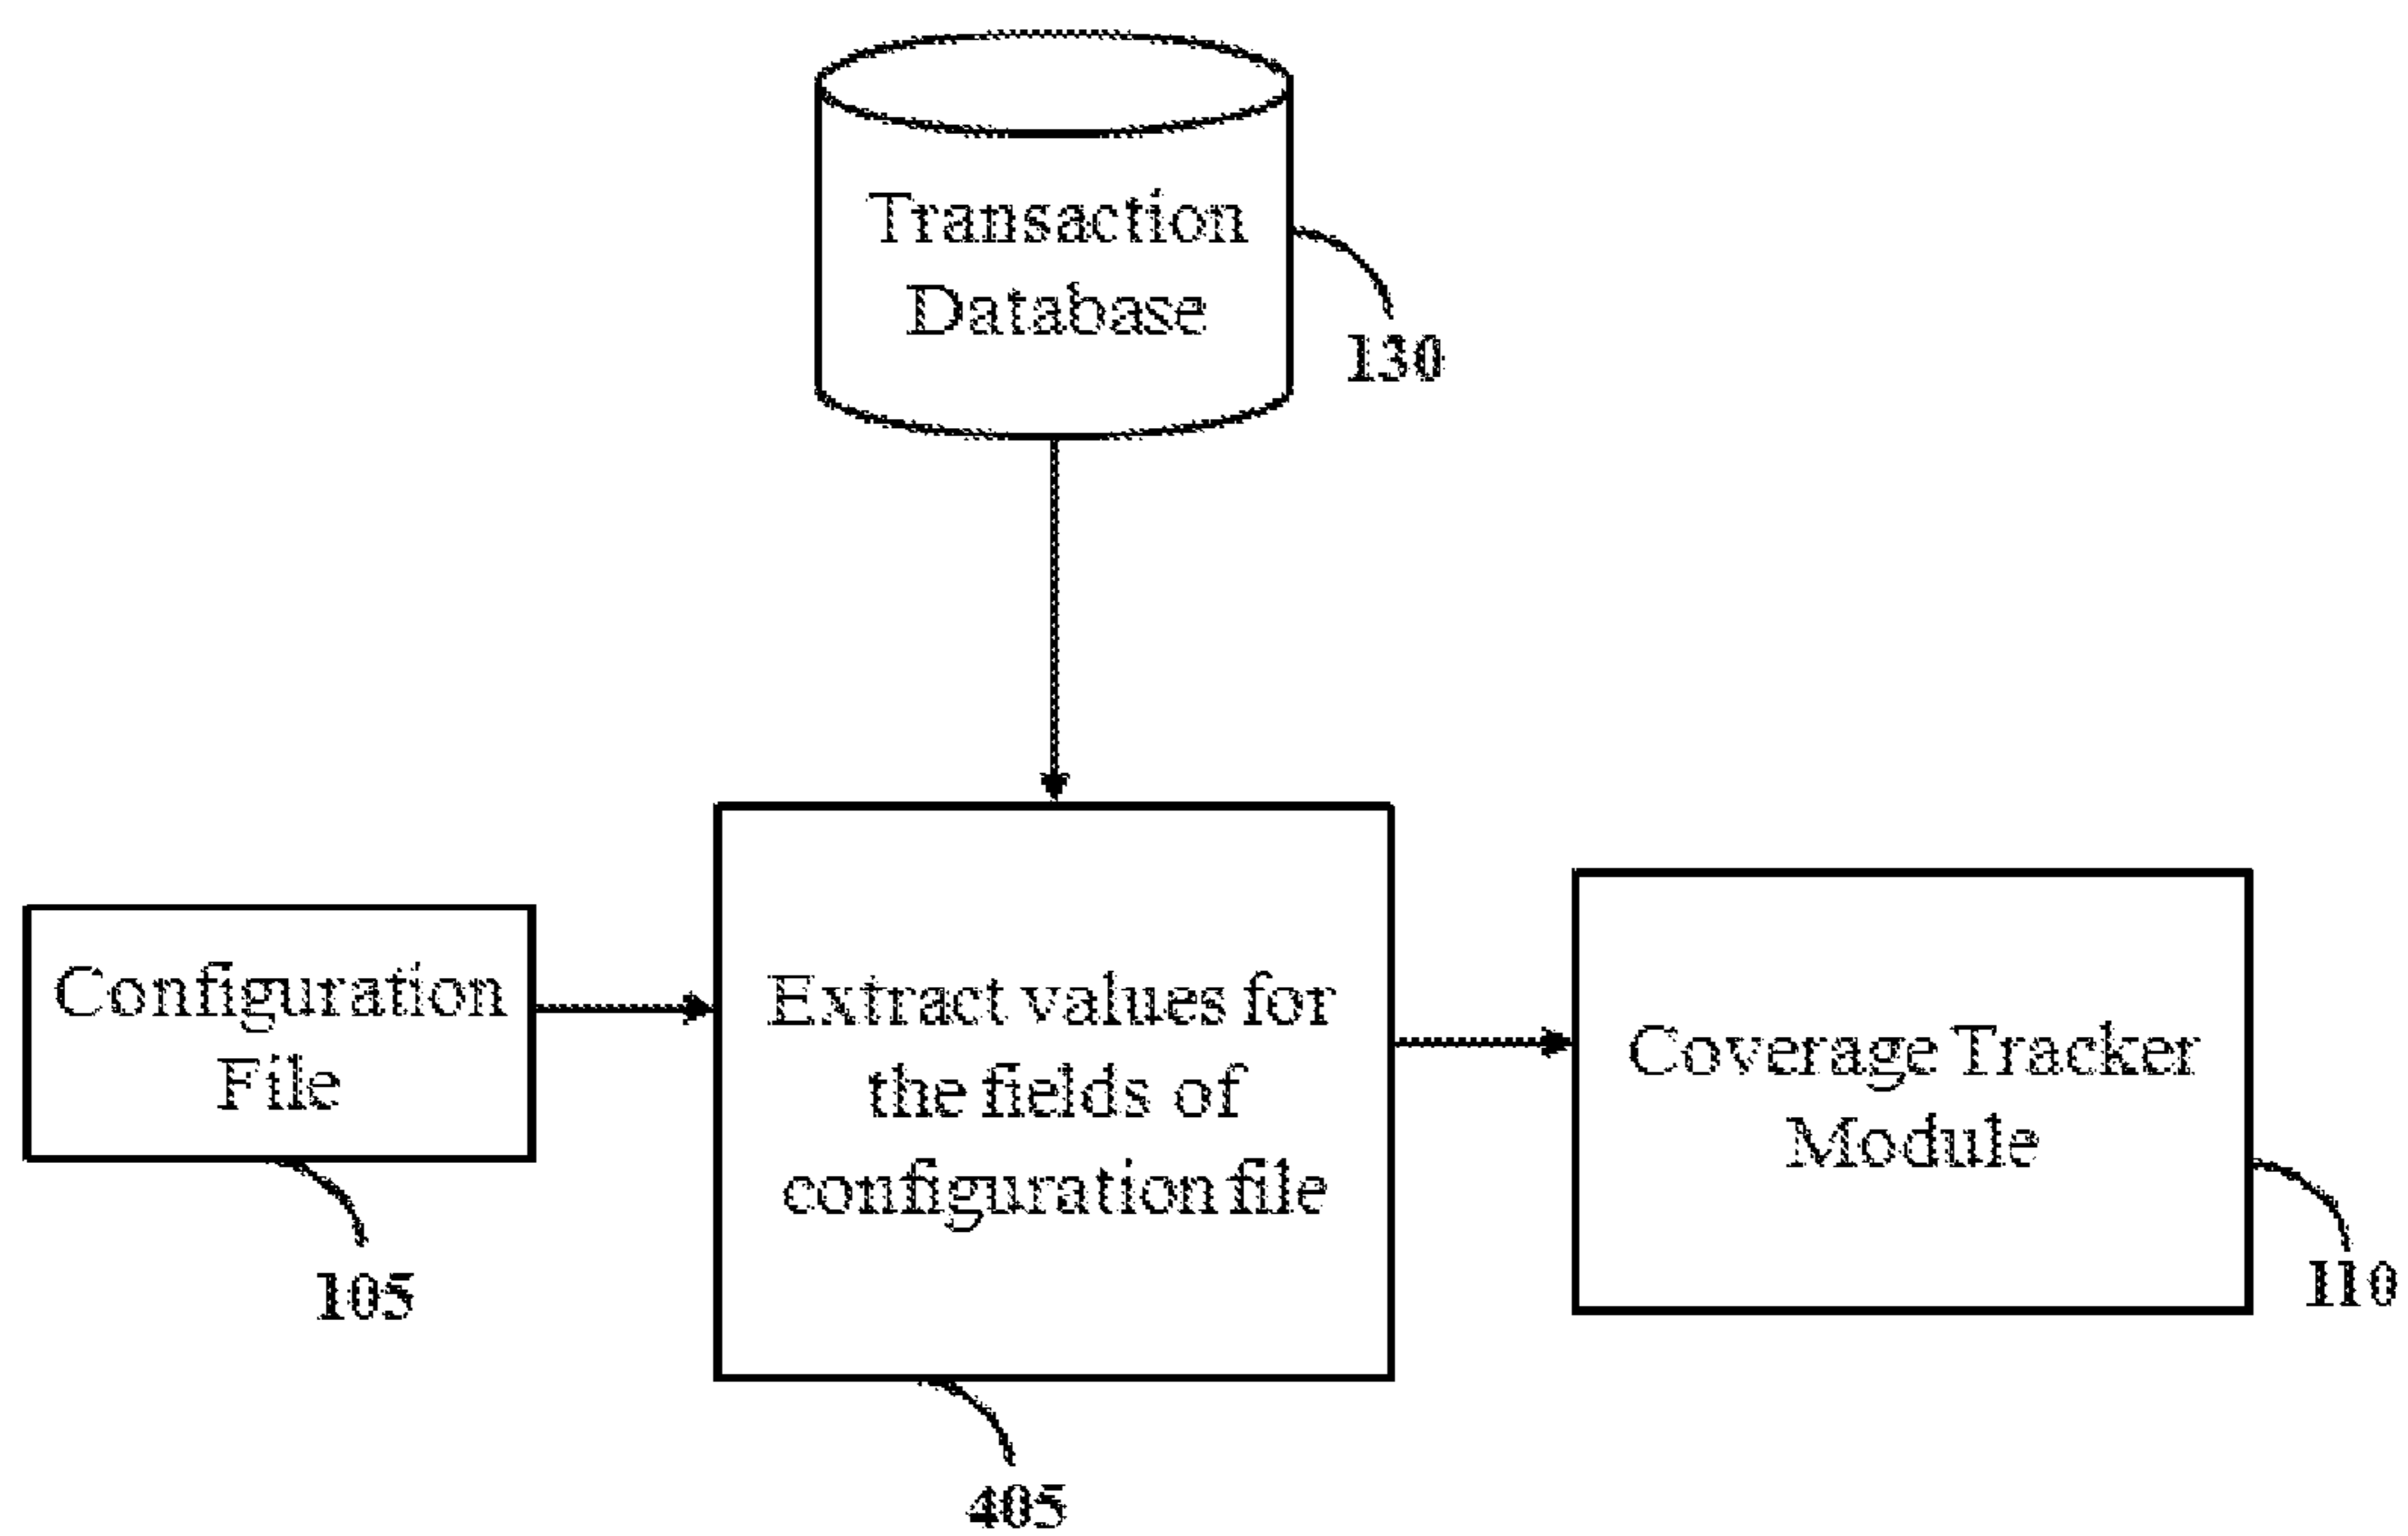 Transaction
Database
130
Configuration
File
105
Extract values for
the fields of
configuration file
405
Coverage Tracker
Module
110